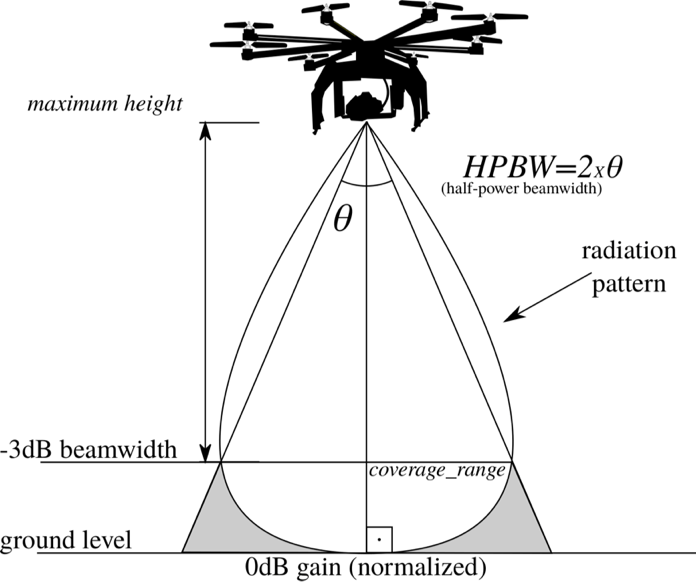 maximum height
HPBW=2xθ
(half-power beamwidth)
θ
radiation
pattern
-3dB beamwidth
coverage_range
ground level
0dB gain (normalized)